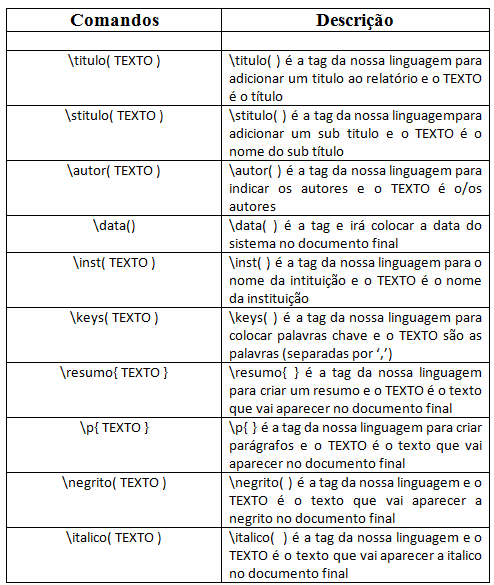 Comandos Descrição
\titulo( TEXTO ) \titulo( ) é a tag da nossa linguagem para
adicionar um titulo ao relatório e o TEXTO
é o título
\stitulo( TEXTO ) \stitulo( ) é a tag da nossa linguagempara
adicionar um sub titulo e o TEXTO é o
nome do sub título
\autor( TEXTO ) \autor( ) é a tag da nossa linguagem para
indicar os autores e o TEXTO é o/os
autores
\data() \data( ) é a tag e irá colocar a data do
sistema no documento final
\inst( TEXTO ) \inst( ) é a tag da nossa linguagem para o
nome da intituição e o TEXTO é o nome
da instituição
\keys( TEXTO ) \keys( ) é a tag da nossa linguagem para
colocar palavras chave e o TEXTO são as
palavras (separadas por ‘,’)
\resumo{ TEXTO } \resumo{ } é a tag da nossa linguagem
para criar um resumo e o TEXTO é o texto
que vai aparecer no documento final
\p{ TEXTO } \p{ } é a tag da nossa linguagem para criar
parágrafos e o TEXTO é o texto que vai
aparecer no documento final
\negrito( TEXTO ) \negrito( ) é a tag da nossa linguagem e o
TEXTO é o texto que vai aparecer a
negrito no documento final
\italico( TEXTO ) \italico( ) é a tag da nossa linguagem e o
TEXTO é o texto que vai aparecer a italico
no documento final